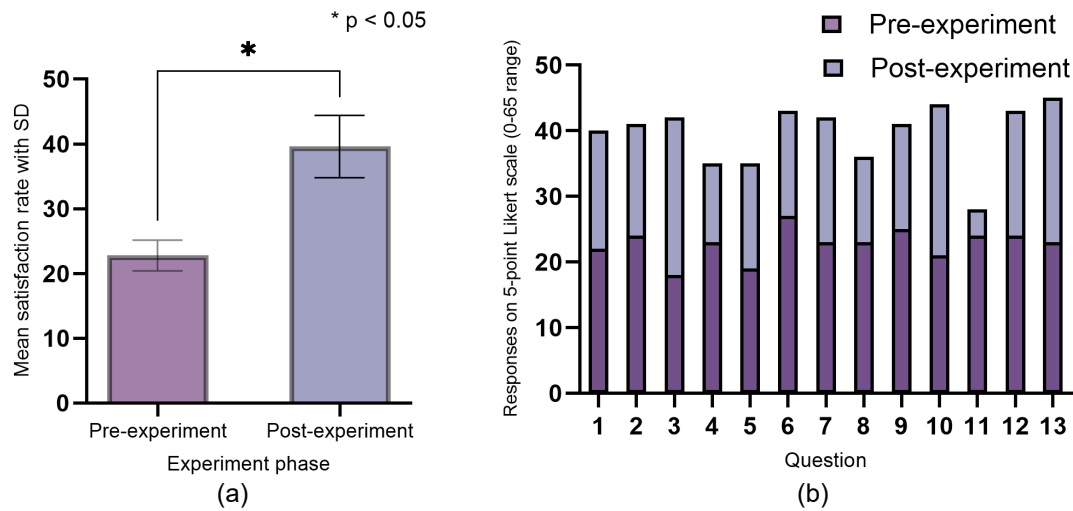 * p < 0.05
*
Mean satisfaction rate with SD
50
40
30
20
10
0
Pre-experiment
Post-experiment
Experiment phase
(a)
Pre-experiment
Post-experiment
Responses on 5-point Likert scale (0-65 range)
50
40
30
20
10
0
1 2 3 4 5 6 7 8 9 10 11 12 13
Question
(b)